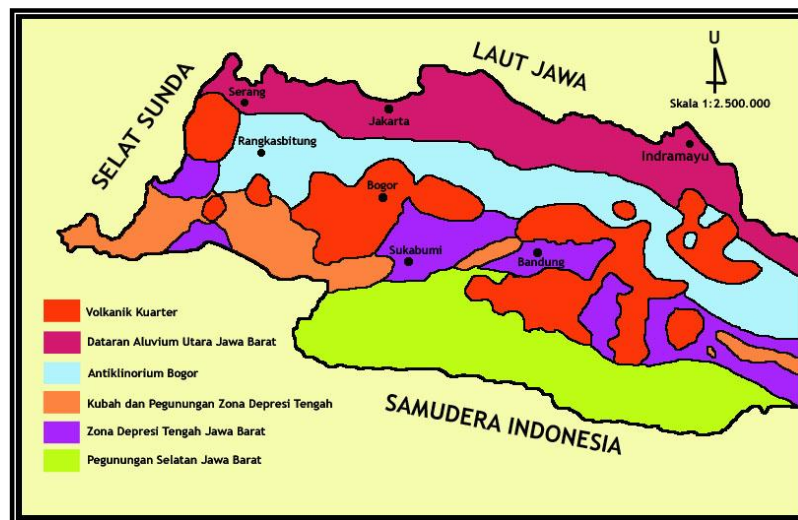 LAUT JAWA
U
Skala 1:2.500.000
SELAT SUNDA
Serang
Jakarta
Rangkasbitung
Indramayu
Bogor
Sukabumi
Bandung
Volkanik Kuarter
Dataran Aluvium Utara Jawa Barat
Antiklinorium Bogor
Kubah dan Pegunungan Zona Depresi Tengah
Zona Depresi Tengah Jawa Barat
Pegunungan Selatan Jawa Barat
SAMUDERA INDONESIA